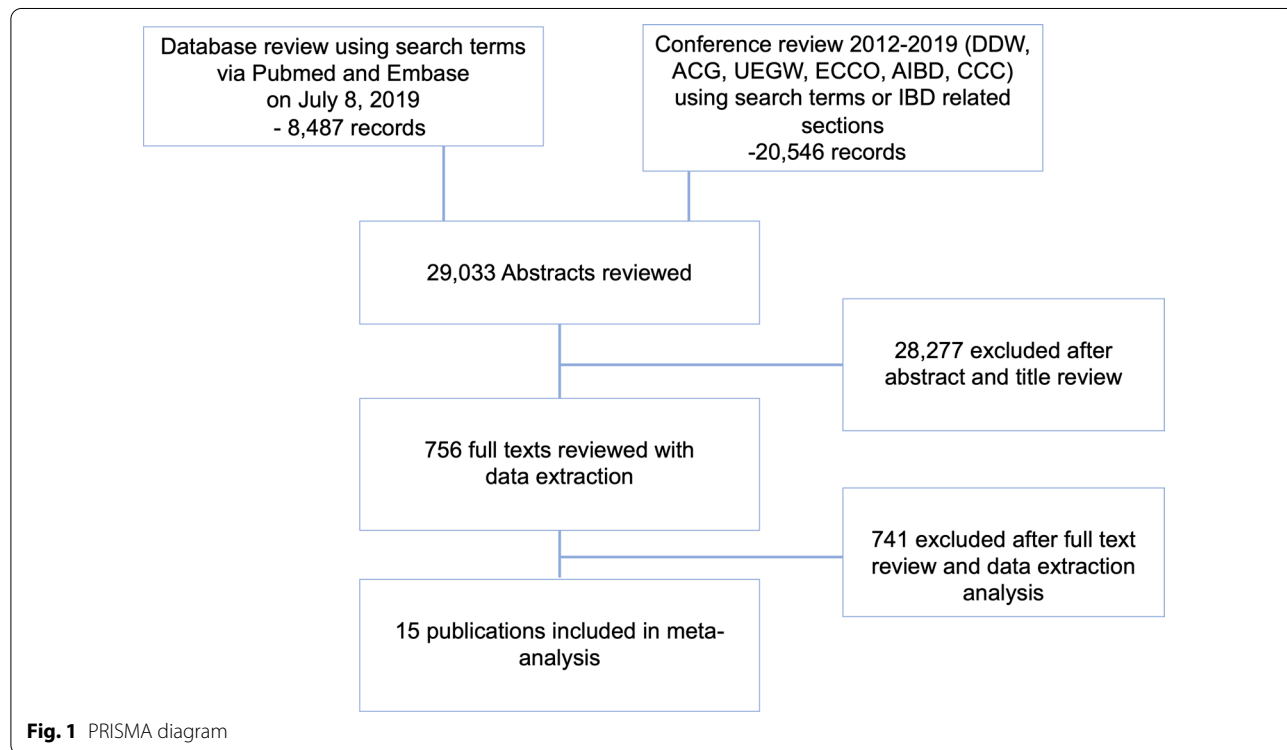 Database review using search terms
via Pubmed and Embase
on July 8, 2019
- 8,487 records
Conference review 2012-2019 (DDW,
ACG, UEGW, ECCO, AIBD, CCC)
using search terms or IBD related
sections
-20,546 records
29,033 Abstracts reviewed
28,277 excluded after
abstract and title review
756 full texts reviewed with
data extraction
741 excluded after full text
review and data extraction
analysis
15 publications included in meta-
analysis
Fig. 1 PRISMA diagram